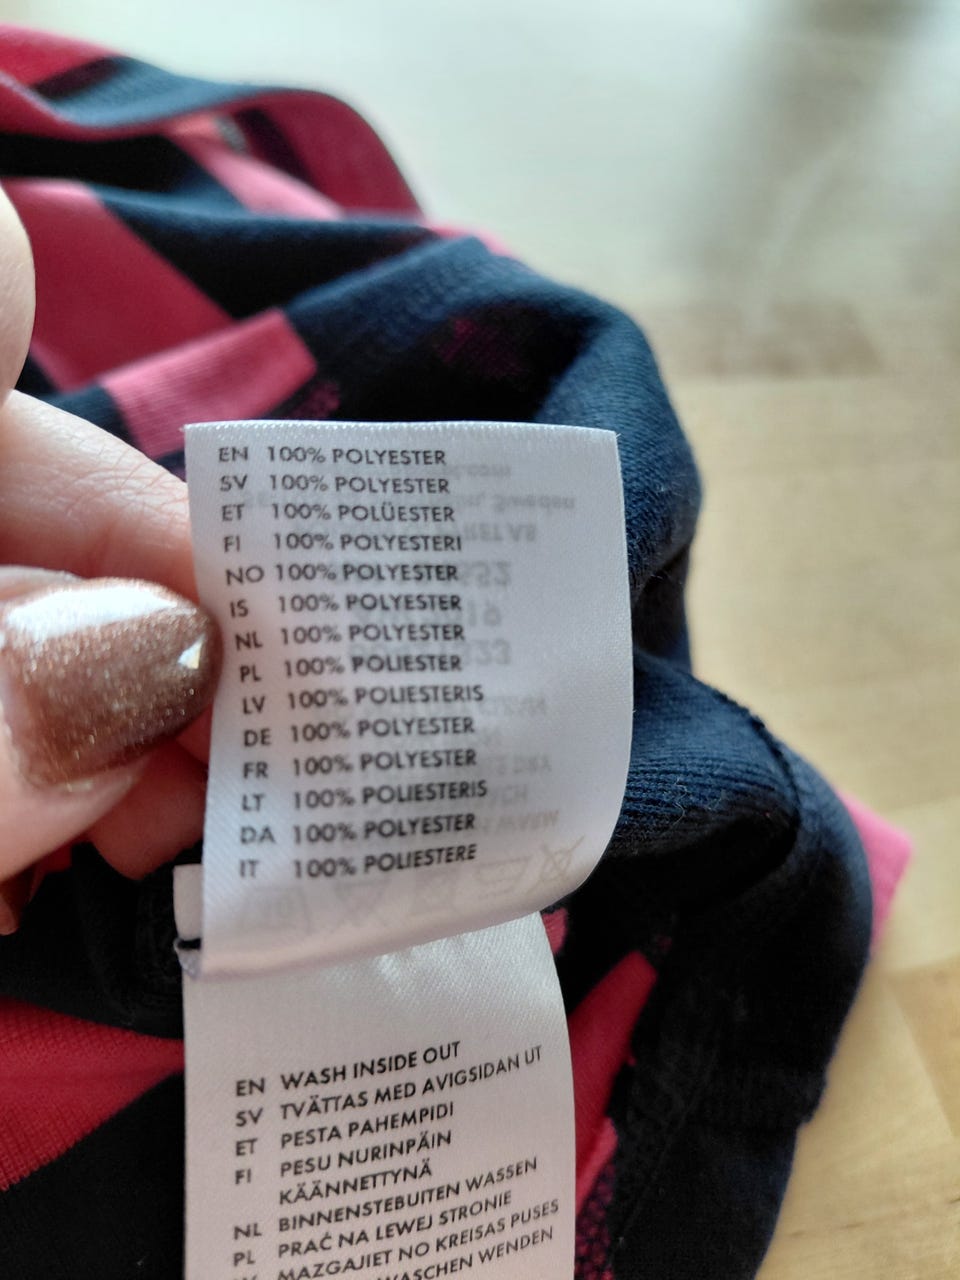 EN 100% POLYESTER
SV 100% POLYESTER
ET 100% POLÜESTER
FI 100% POLYESTERI
NO 100% POLYESTER
IS 100% POLYESTER
NL 100% POLYESTER
PL 100% POLIESTER
LV 100% POLIESTERIS
DE 100% POLYESTER
FR 100% POLYESTER
LT 100% POLIESTERIS
DA 100% POLYESTER
IT 100% POLIESTERE
EN WASH INSIDE OUT
SV TVÄTTAS MED AVIGSIDAN UT
ET PESTA PAHEMPIDI
FI PESU NURINPÄIN
KÄÄNNETTYNÄ
NL BINNENSTEBUITEN WASSEN
PL PRAĆ NA LEWEJ STRONIE
MAZGAJIET NO KREISAS PUSES
WASCHEN WENDEN